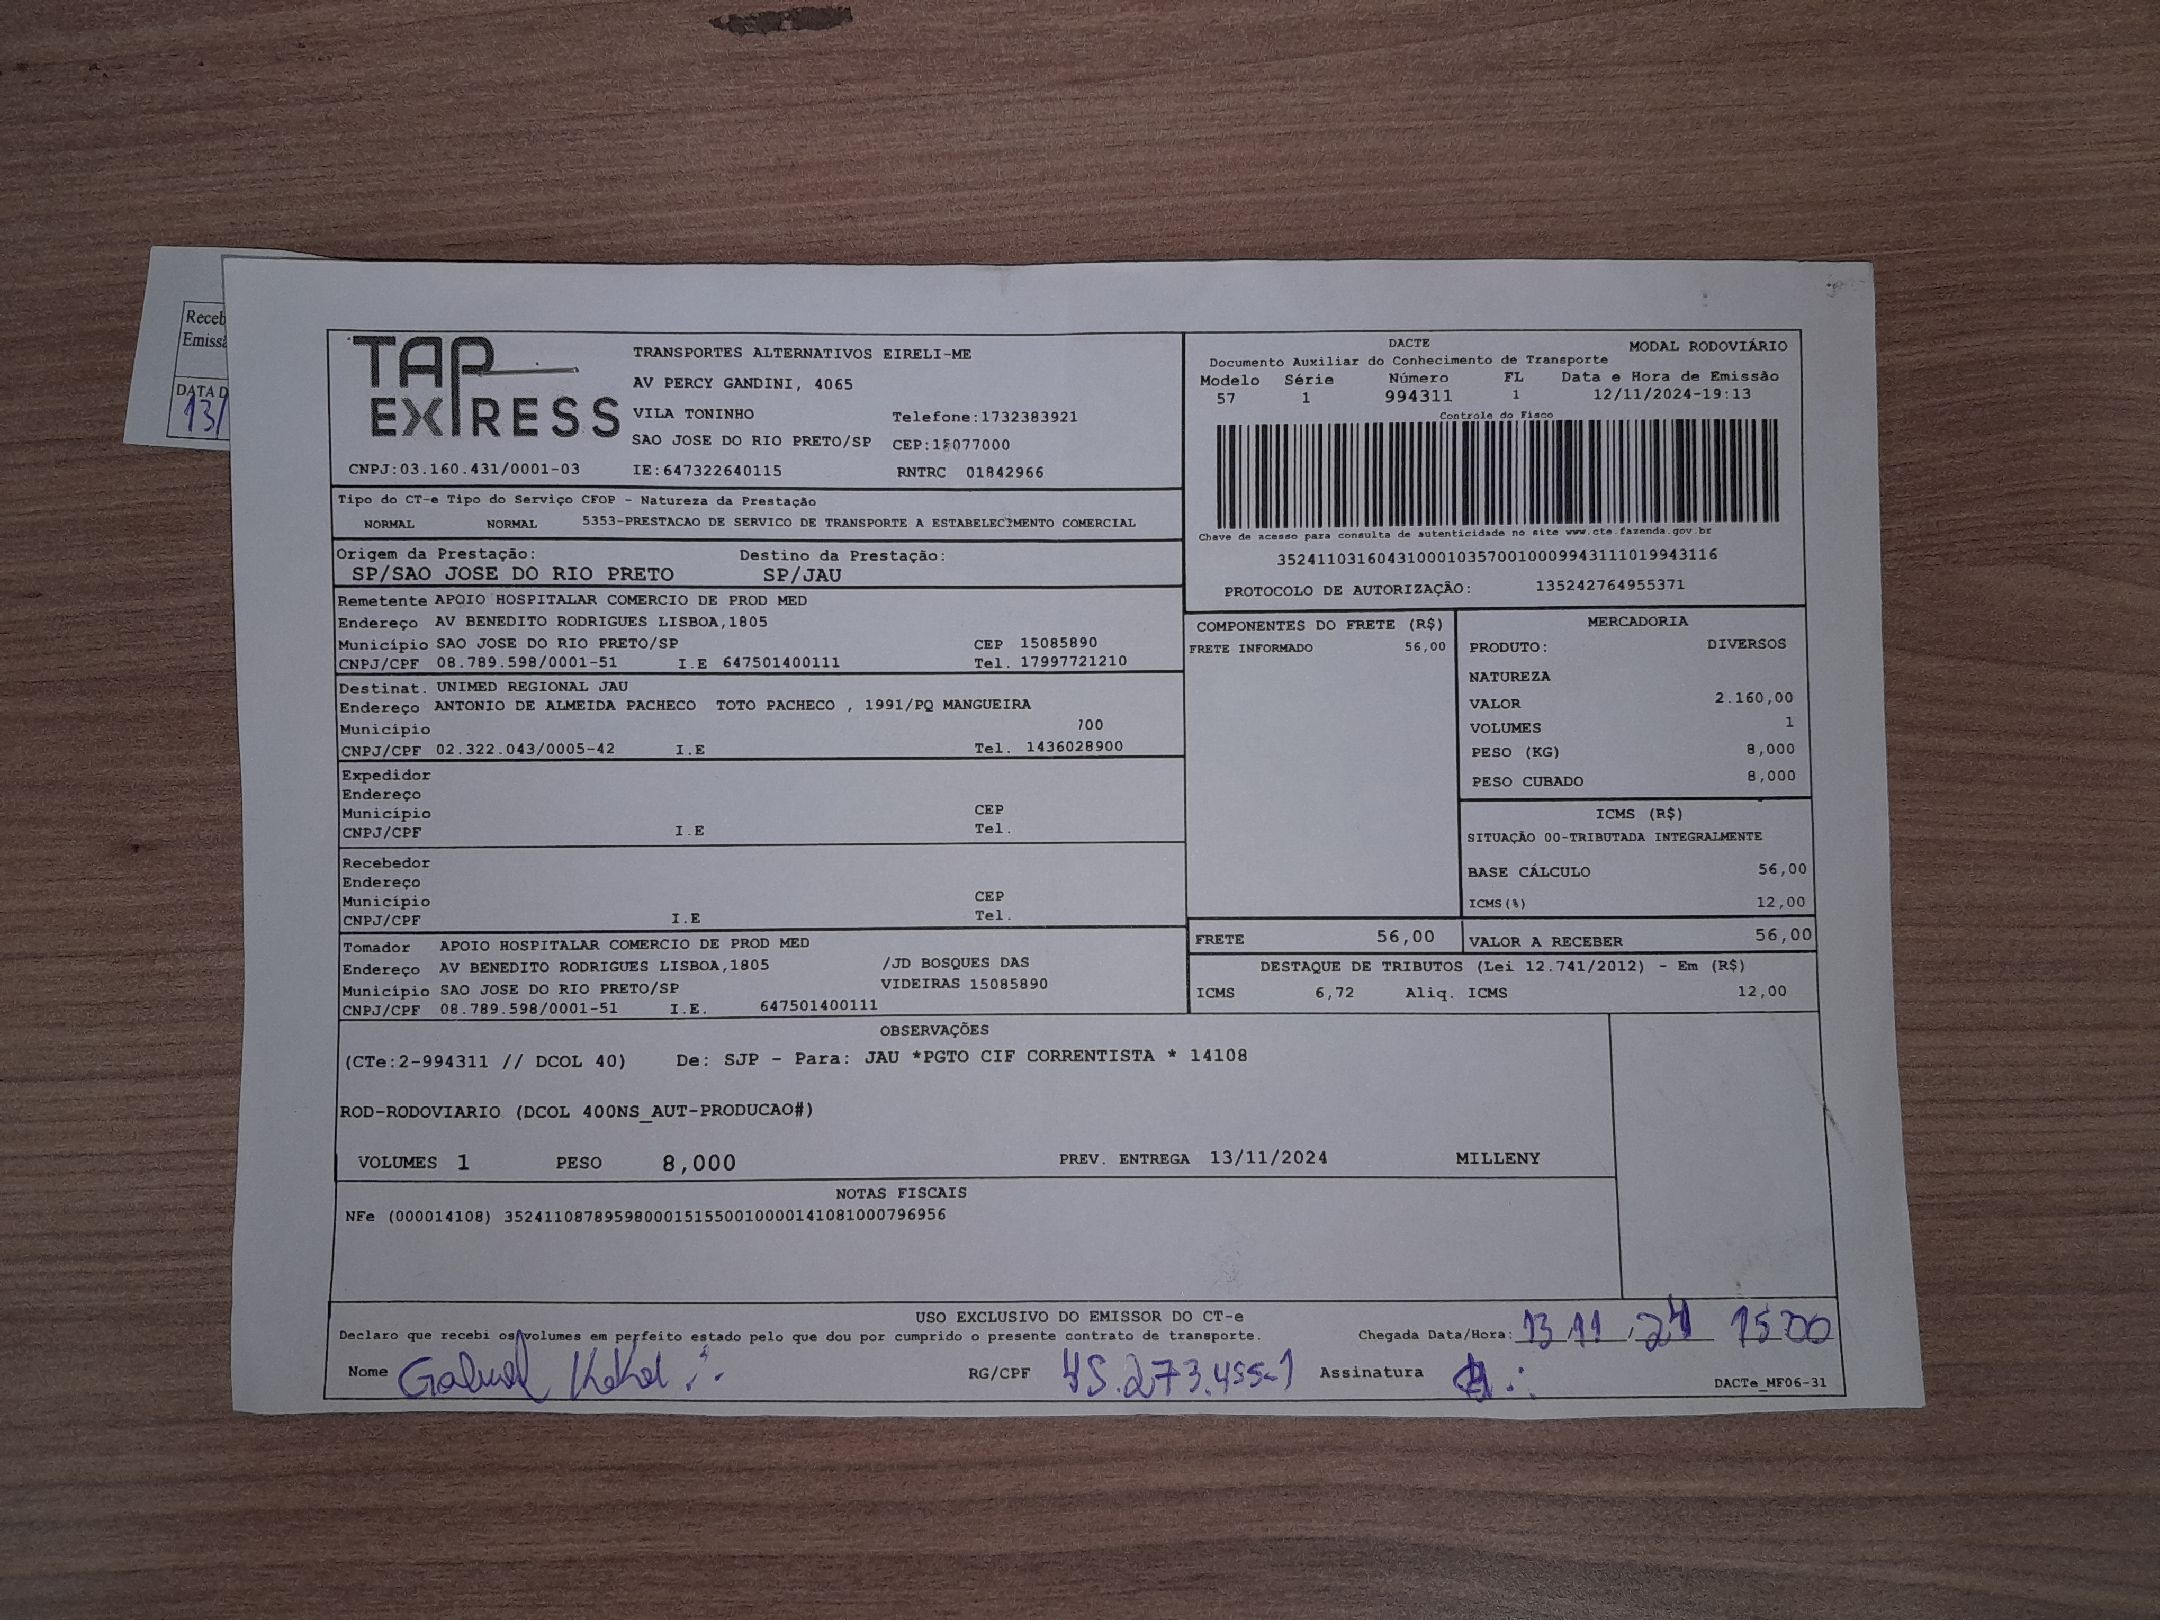 Receb
Emiss
DATA D
13/
TAP EXPRESS
TRANSPORTES ALTERNATIVOS EIRELI-ME
AV PERCY GANDINI, 4065
VILA TONINHO Telefone:1732383921
SAO JOSE DO RIO PRETO/SP CEP:15077000
CNPJ:03.160.431/0001-03 IE:647322640115 RNTRC 01842966
DACTE MODAL RODOVIÁRIO
Documento Auxiliar do Conhecimento de Transporte
Modelo Série Número FL Data e Hora de Emissão
57 1 994311 1 12/11/2024-19:13
Controle do Fisco
Chave de acesso para consulta de autenticidade no site www.cte.fazenda.gov.br
35241103160431000103570010009943111019943116
PROTOCOLO DE AUTORIZAÇÃO: 135242764955371
Tipo do CT-e Tipo do Serviço CFOP - Natureza da Prestação
NORMAL NORMAL 5353-PRESTACAO DE SERVICO DE TRANSPORTE A ESTABELECIMENTO COMERCIAL
Origem da Prestação: Destino da Prestação:
SP/SAO JOSE DO RIO PRETO SP/JAU
Remetente APOIO HOSPITALAR COMERCIO DE PROD MED
Endereço AV BENEDITO RODRIGUES LISBOA,1805
Município SAO JOSE DO RIO PRETO/SP CEP 15085890
CNPJ/CPF 08.789.598/0001-51 I.E 647501400111 Tel. 17997721210
Destinat. UNIMED REGIONAL JAU
Endereço ANTONIO DE ALMEIDA PACHECO TOTO PACHECO , 1991/PQ MANGUEIRA
Município 700
CNPJ/CPF 02.322.043/0005-42 I.E Tel. 1436028900
Expedidor
Endereço
Município CEP
CNPJ/CPF I.E Tel.
Recebedor
Endereço
Município CEP
CNPJ/CPF I.E Tel.
Tomador APOIO HOSPITALAR COMERCIO DE PROD MED
Endereço AV BENEDITO RODRIGUES LISBOA,1805 /JD BOSQUES DAS
Município SAO JOSE DO RIO PRETO/SP VIDEIRAS 15085890
CNPJ/CPF 08.789.598/0001-51 I.E. 647501400111
COMPONENTES DO FRETE (R$)
FRETE INFORMADO 56,00
MERCADORIA
PRODUTO: DIVERSOS
NATUREZA
VALOR 2.160,00
VOLUMES 1
PESO (KG) 8,000
PESO CUBADO 8,000
ICMS (R$)
SITUAÇÃO 00-TRIBUTADA INTEGRALMENTE
BASE CÁLCULO 56,00
ICMS(%) 12,00
FRETE 56,00 VALOR A RECEBER 56,00
DESTAQUE DE TRIBUTOS (Lei 12.741/2012) - Em (R$)
ICMS 6,72 Aliq. ICMS 12,00
OBSERVAÇÕES
(CTe:2-994311 // DCOL 40) De: SJP - Para: JAU *PGTO CIF CORRENTISTA * 14108
ROD-RODOVIARIO (DCOL 400NS_AUT-PRODUCAO#)
VOLUMES 1 PESO 8,000 PREV. ENTREGA 13/11/2024 MILLENY
NOTAS FISCAIS
NFe (000014108) 35241108789598000151550010000141081000796956
USO EXCLUSIVO DO EMISSOR DO CT-e
Declaro que recebi os volumes em perfeito estado pelo que dou por cumprido o presente contrato de transporte. Chegada Data/Hora: 13 11 24 15 00
Nome RG/CPF 45.273.455-1 Assinatura
DACTe_MF06-31